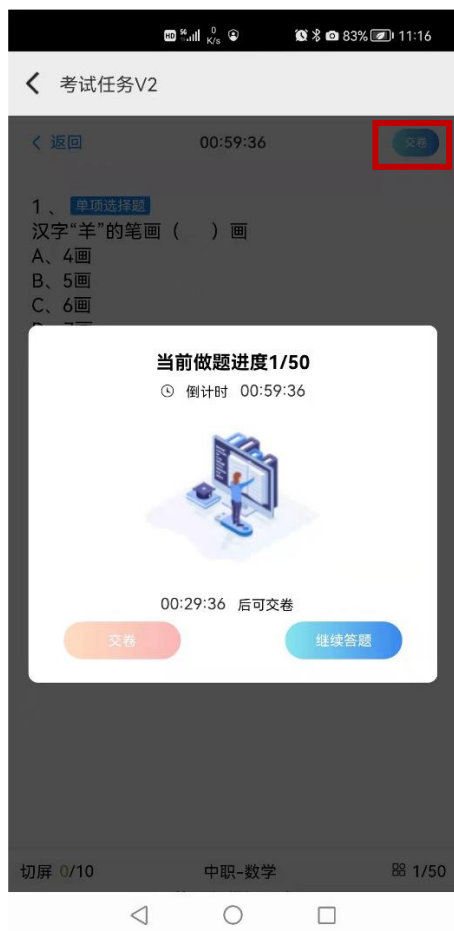 HD 5G 0 K/s 83% 11:16
考试任务V2
返回 00:59:36 交卷
1、 单项选择题
汉字“羊”的笔画（ ）画
A、4画
B、5画
C、6画
当前做题进度1/50
倒计时 00:59:36
00:29:36 后可交卷
交卷 继续答题
切屏 0/10 中职-数学 1/50